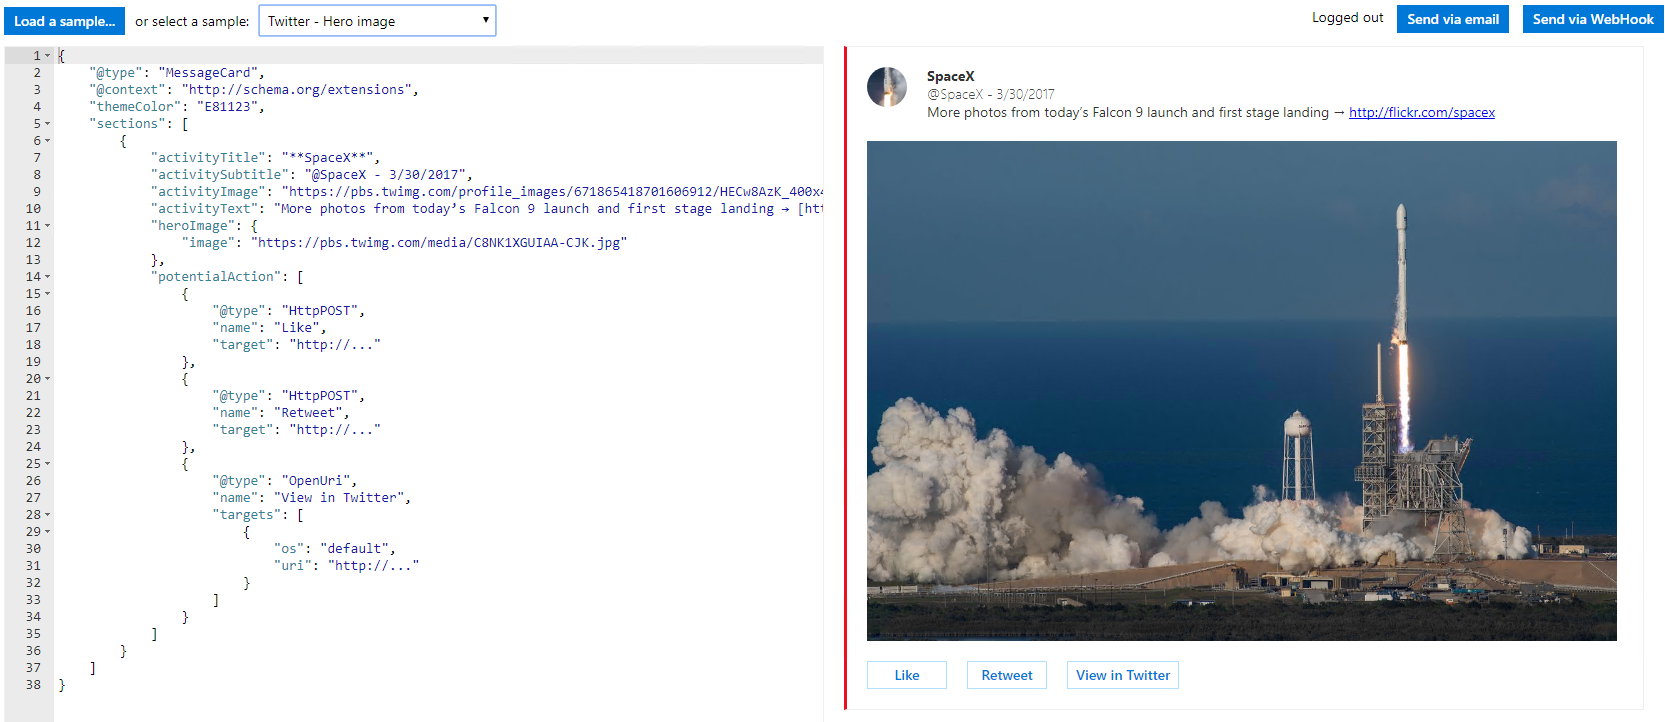 Load a sample... or select a sample: Twitter - Hero image Logged out Send via email Send via WebHook
1 {
2 "@type": "MessageCard",
3 "@context": "http://schema.org/extensions",
4 "themeColor": "E81123",
5 "sections": [
6 {
7 "activityTitle": "**SpaceX**",
8 "activitySubtitle": "@SpaceX - 3/30/2017",
9 "activityImage": "https://pbs.twimg.com/profile_images/671865418701606912/HECw8AzK_400x4
10 "activityText": "More photos from today’s Falcon 9 launch and first stage landing → [htt
11 "heroImage": {
12 "image": "https://pbs.twimg.com/media/C8NK1XGUIAA-CJK.jpg"
13 },
14 "potentialAction": [
15 {
16 "@type": "HttpPOST",
17 "name": "Like",
18 "target": "http://..."
19 },
20 {
21 "@type": "HttpPOST",
22 "name": "Retweet",
23 "target": "http://..."
24 },
25 {
26 "@type": "OpenUri",
27 "name": "View in Twitter",
28 "targets": [
29 {
30 "os": "default",
31 "uri": "http://..."
32 }
33 ]
34 }
35 ]
36 }
37 ]
38 }
SpaceX
@SpaceX - 3/30/2017
More photos from today’s Falcon 9 launch and first stage landing → http://flickr.com/spacex
Like Retweet View in Twitter